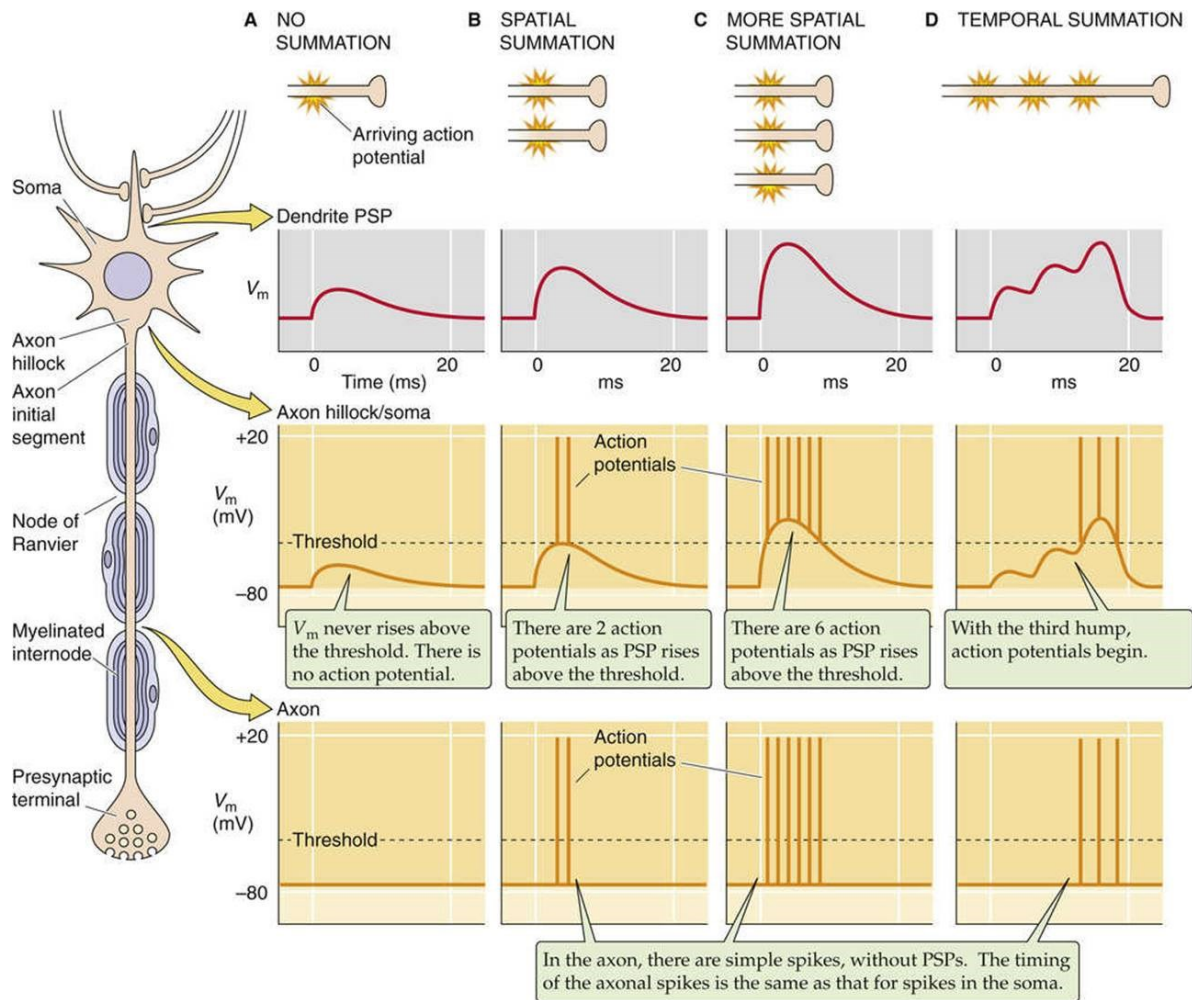 A NO SUMMATION
B SPATIAL SUMMATION
C MORE SPATIAL SUMMATION
D TEMPORAL SUMMATION
Arriving action
potential
Soma
Dendrite PSP
Vm
0 20
Time (ms)
0 20
ms
0 20
ms
0 20
ms
Axon
hillock
Axon
initial
segment
Axon hillock/soma
+20
Vm
(mV)
Threshold
−80
Action
potentials
Node of
Ranvier
Vm never rises above
the threshold. There is
no action potential.
There are 2 action
potentials as PSP rises
above the threshold.
There are 6 action
potentials as PSP rises
above the threshold.
With the third hump,
action potentials begin.
Myelinated
internode
Axon
+20
Vm
(mV)
Threshold
−80
Action
potentials
Presynaptic
terminal
In the axon, there are simple spikes, without PSPs. The timing
of the axonal spikes is the same as that for spikes in the soma.